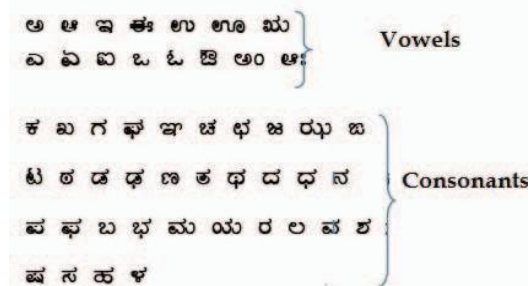 ಅ ಆ ಇ ಈ ಉ ಊ ಋ
ಎ ಏ ಐ ಒ ಓ ಔ ಅಂ ಆಃ
Vowels
ಕ ಖ ಗ ಘ ಞ ಚ ಛ ಜ ಝ ಙ
ಟ ಠ ಡ ಢ ಣ ತ ಥ ದ ಧ ನ
ಪ ಫ ಬ ಭ ಮ ಯ ರ ಲ ವ ಶ
ಷ ಸ ಹ ಳ
Consonants